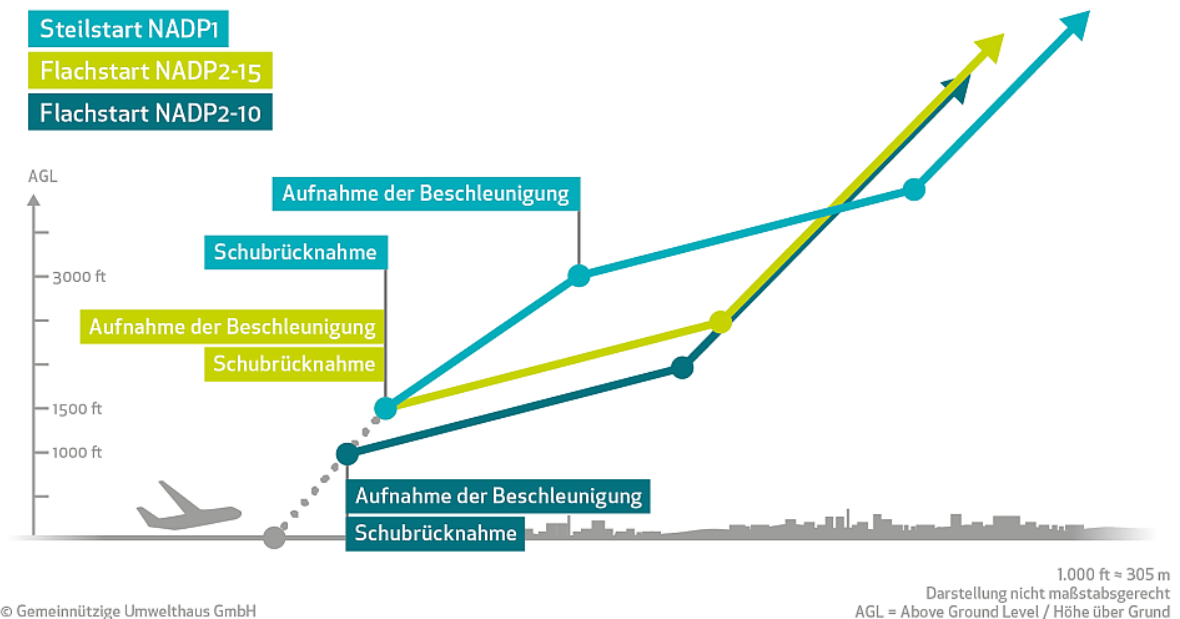 Steilstart NADP1
Flachstart NADP2-15
Flachstart NADP2-10
AGL
Aufnahme der Beschleunigung
Schubrücknahme
3000 ft
Aufnahme der Beschleunigung
Schubrücknahme
1500 ft
1000 ft
Aufnahme der Beschleunigung
Schubrücknahme
1.000 ft ≈ 305 m
Darstellung nicht maßstabsgerecht
© Gemeinnützige Umwelthaus GmbH
AGL = Above Ground Level / Höhe über Grund